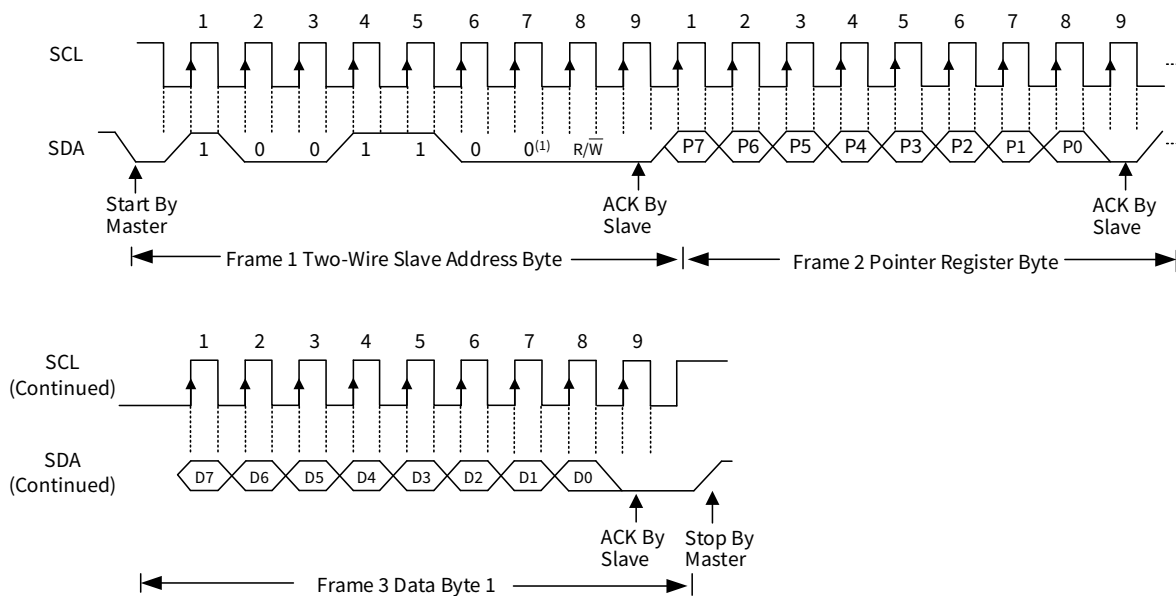 1 2 3 4 5 6 7 8 9 1 2 3 4 5 6 7 8 9
SCL
SDA
1 0 0 1 1 0 0(1) R/W̅ P7 P6 P5 P4 P3 P2 P1 P0
Start By
Master
ACK By
Slave
ACK By
Slave
Frame 1 Two-Wire Slave Address Byte
Frame 2 Pointer Register Byte
1 2 3 4 5 6 7 8 9
SCL
(Continued)
SDA
(Continued)
D7 D6 D5 D4 D3 D2 D1 D0
ACK By
Slave
Stop By
Master
Frame 3 Data Byte 1